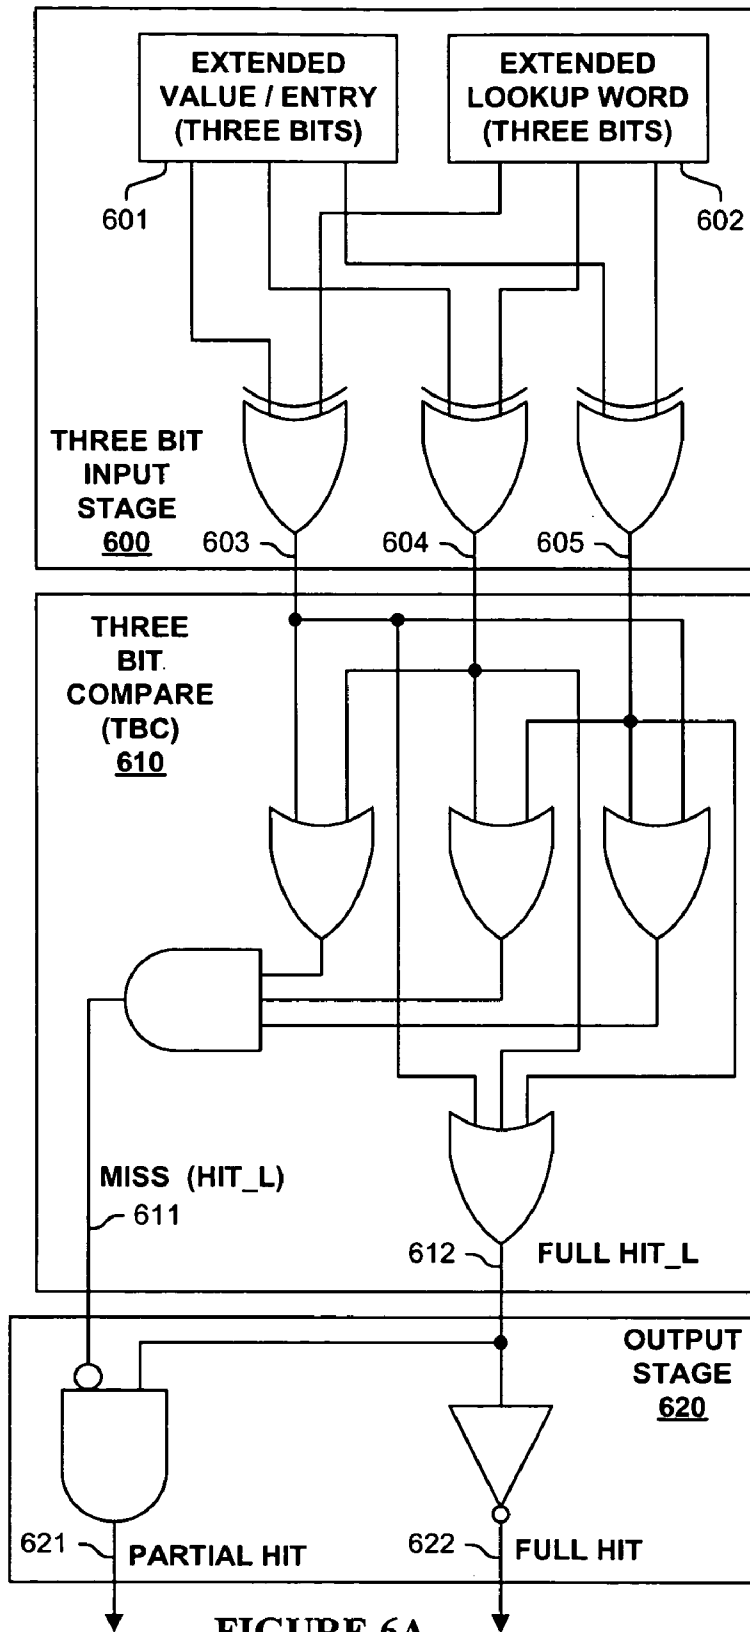 EXTENDED
VALUE / ENTRY
(THREE BITS)
EXTENDED
LOOKUP WORD
(THREE BITS)
601
602
THREE BIT
INPUT
STAGE
600
603
604
605
THREE
BIT
COMPARE
(TBC)
610
MISS (HIT_L)
611
612
FULL HIT_L
OUTPUT
STAGE
620
621
PARTIAL HIT
622
FULL HIT
FIGURE 6A